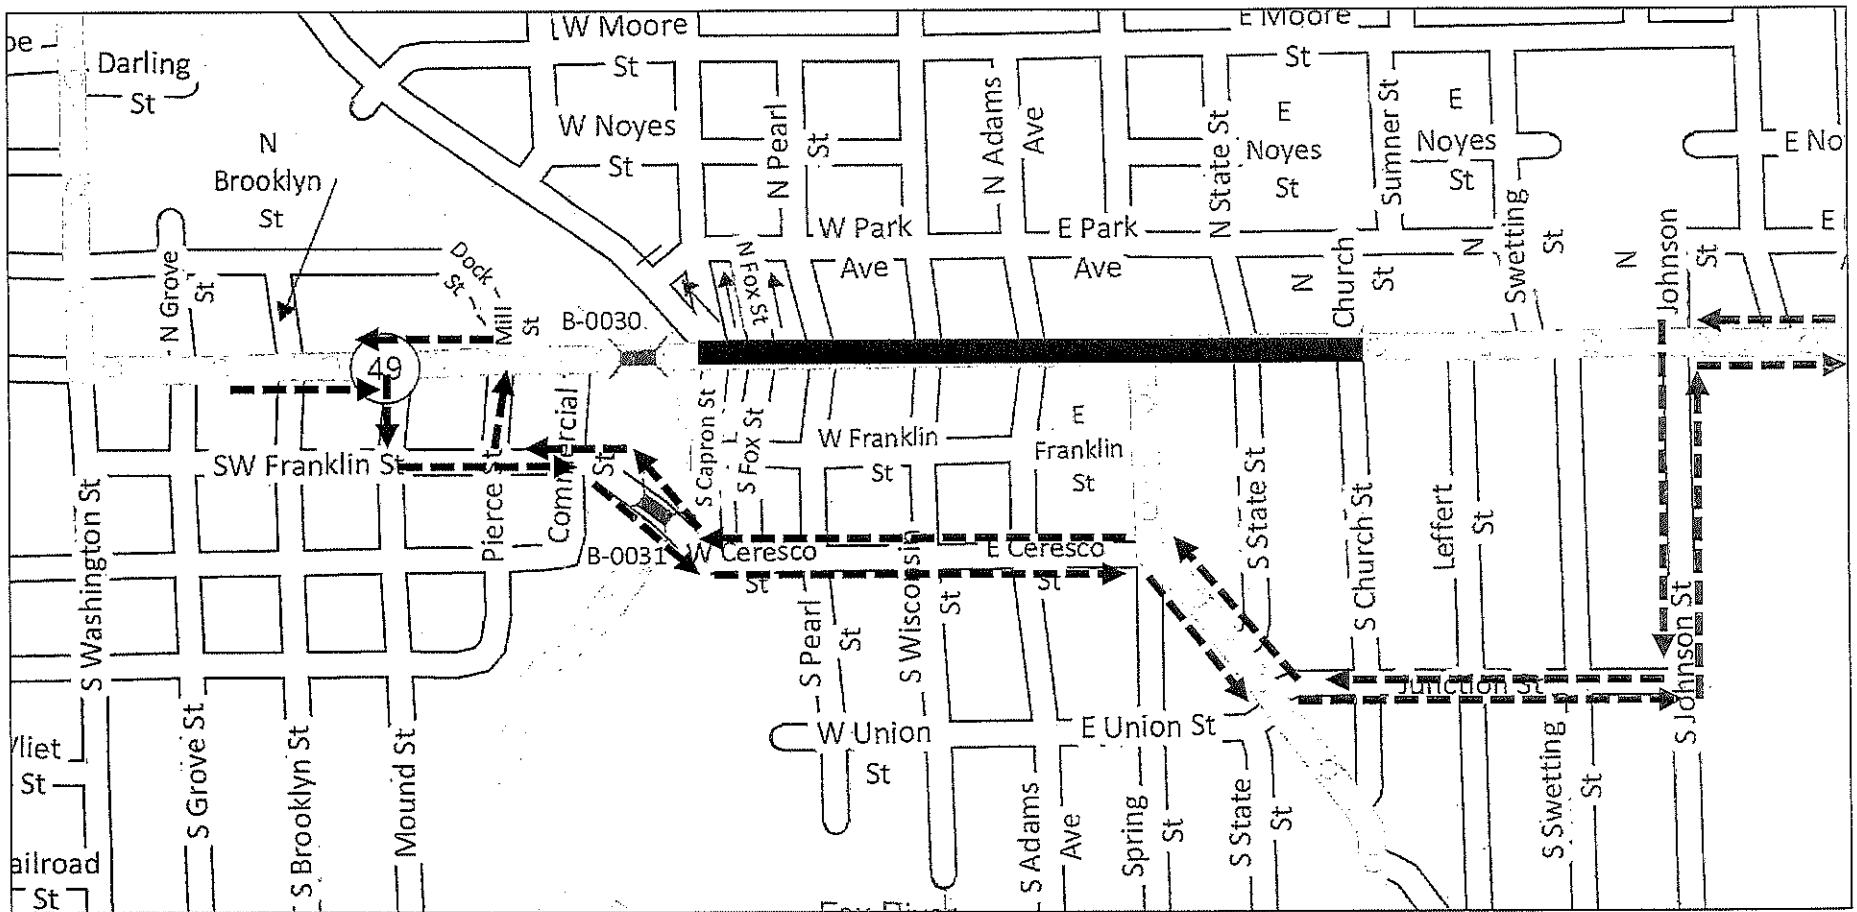 W Moore
St
E Moore
St
Darling
St
W Noyes
St
N Pearl
St
N Adams
Ave
N State St
E
Noyes
St
Sumner St
E
Noyes
St
E No
N
Brooklyn
St
W Park
Ave
E Park
Ave
N
Church
St
N
Swetting
St
N
Johnson
St
E
N Grove
St
Dock
St
Mill
St
N Fox St
B-0030
49
SW Franklin St
Pierce St
Commercial
St
S Capron St
S Fox St
W Franklin
St
E
Franklin
St
B-0031
W Ceresco
St
E Ceresco
St
S Washington St
S Pearl
St
S Wisconsin
St
S State St
S Church St
Leffert
St
Junction St
S Johnson St
W Union
St
E Union St
Vliet
St
S Grove St
S Brooklyn St
Mound St
S Adams
Ave
Spring
St
S State
St
S Swetting
St
ailroad
St
Fox River